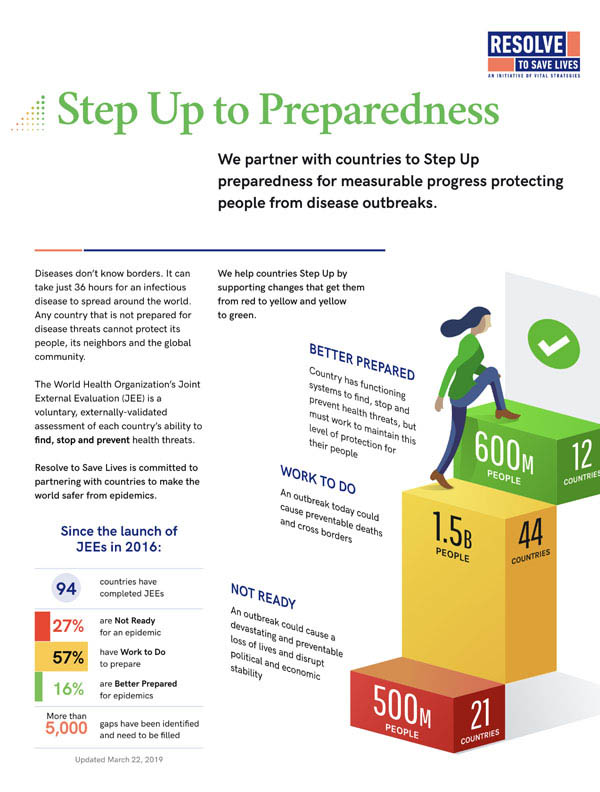 RESOLVE
TO SAVE LIVES
AN INITIATIVE OF VITAL STRATEGIES
Step Up to Preparedness
We partner with countries to Step Up
preparedness for measurable progress protecting
people from disease outbreaks.
Diseases don’t know borders. It can
take just 36 hours for an infectious
disease to spread around the world.
Any country that is not prepared for
disease threats cannot protect its
people, its neighbors and the global
community.
The World Health Organization’s Joint
External Evaluation (JEE) is a
voluntary, externally-validated
assessment of each country’s ability to
find, stop and prevent health threats.
Resolve to Save Lives is committed to
partnering with countries to make the
world safer from epidemics.
Since the launch of
JEEs in 2016:
94 countries have
completed JEEs
27% are Not Ready
for an epidemic
57% have Work to Do
to prepare
16% are Better Prepared
for epidemics
More than
5,000 gaps have been identified
and need to be filled
Updated March 22, 2019
We help countries Step Up by
supporting changes that get them
from red to yellow and yellow
to green.
BETTER PREPARED
Country has functioning
systems to find, stop and
prevent health threats, but
must work to maintain this
level of protection for
their people
600M
PEOPLE
12
COUNTRIES
WORK TO DO
An outbreak today could
cause preventable deaths
and cross borders
1.5B
PEOPLE
44
COUNTRIES
NOT READY
An outbreak could cause a
devastating and preventable
loss of lives and disrupt
political and economic
stability
500M
PEOPLE
21
COUNTRIES